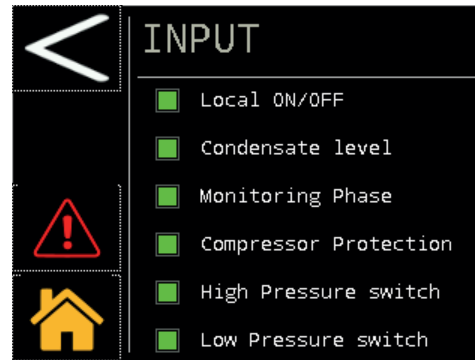 INPUT
Local ON/OFF
Condensate level
Monitoring Phase
Compressor Protection
High Pressure switch
Low Pressure switch